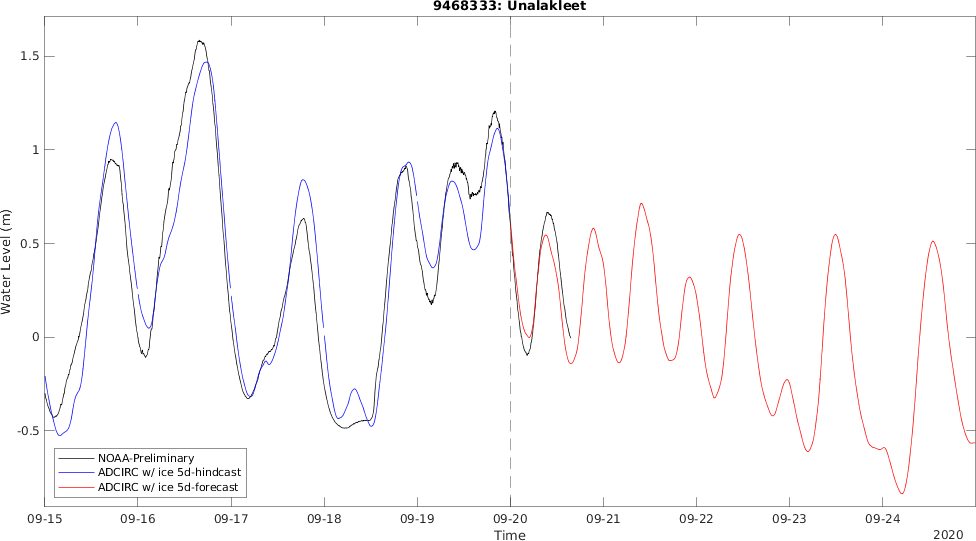 9468333: Unalakleet
Water Level (m)
1.5
1
0.5
0
-0.5
NOAA-Preliminary
ADCIRC w/ ice 5d-hindcast
ADCIRC w/ ice 5d-forecast
09-15 09-16 09-17 09-18 09-19 09-20 09-21 09-22 09-23 09-24
Time
2020